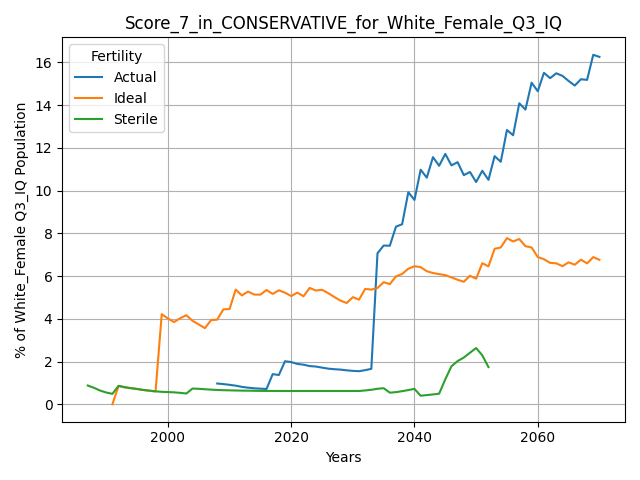 Score_7_in_CONSERVATIVE_for_White_Female_Q3_IQ
Fertility
Actual
Ideal
Sterile
% of White_Female Q3_IQ Population
16
14
12
10
8
6
4
2
0
2000
2020
2040
2060
Years